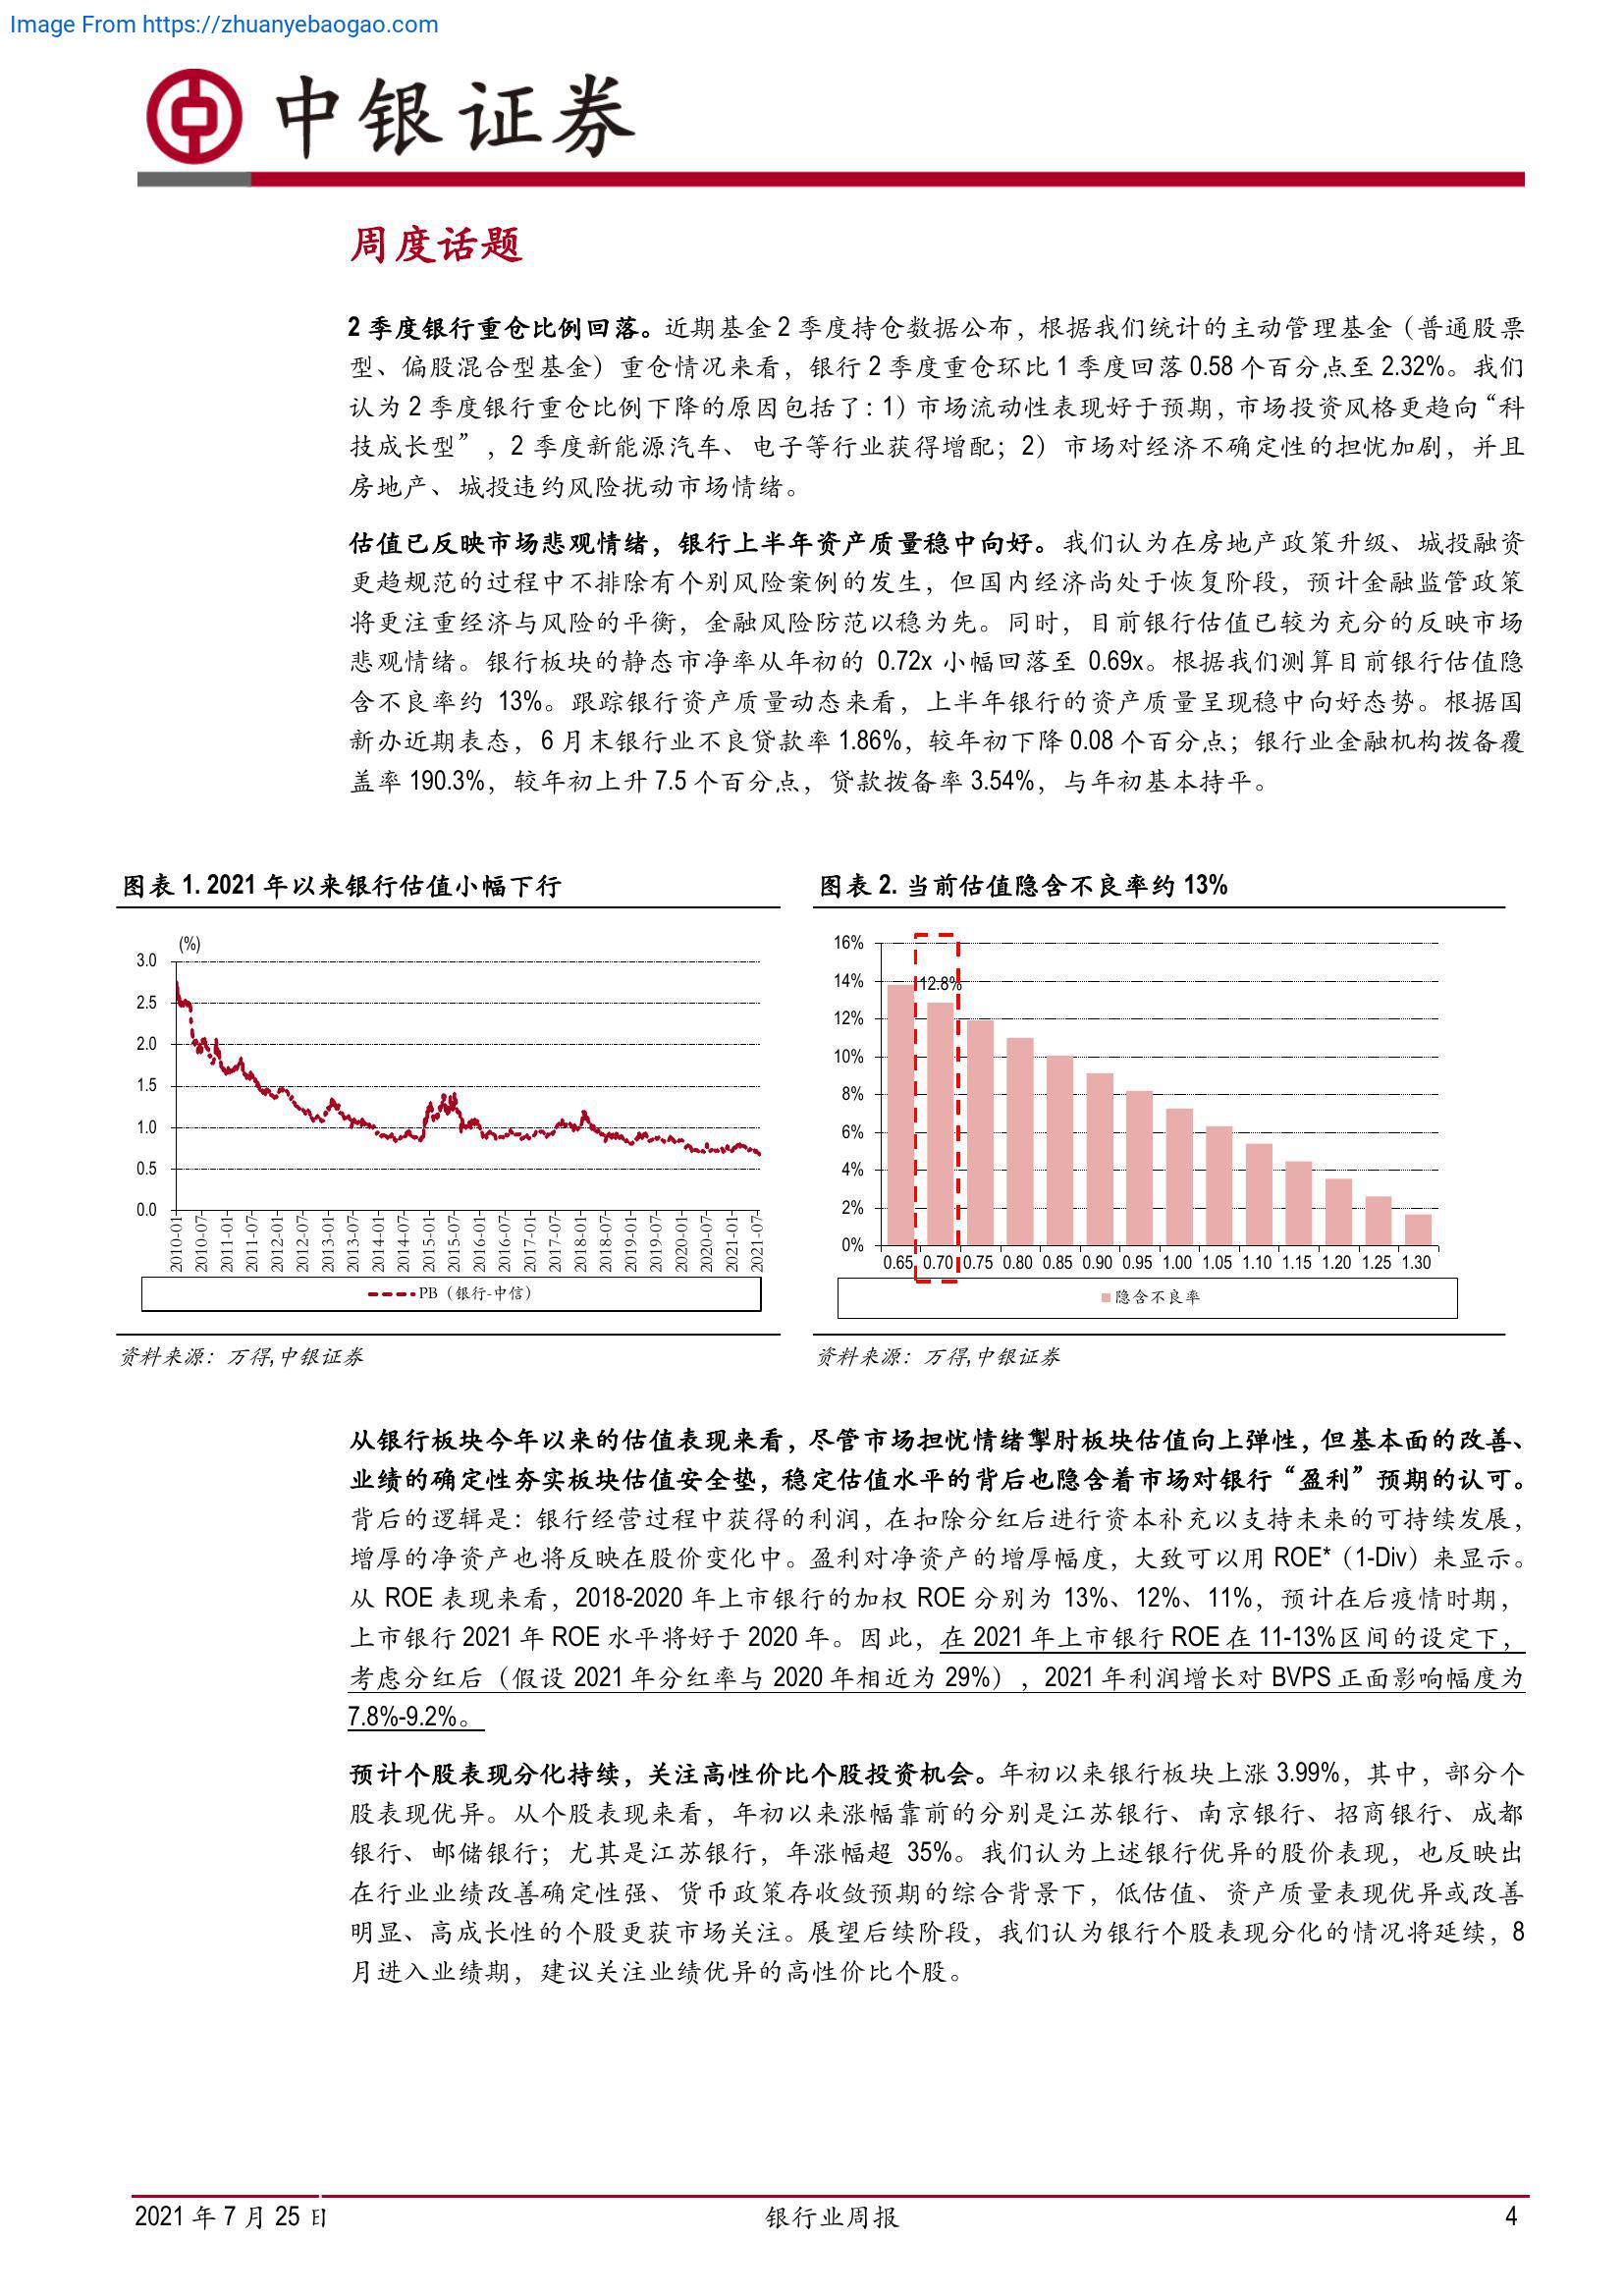 Image From https://zhuanyebaogao.com
中银证券
周度话题
2 季度银行重仓比例回落。近期基金 2 季度持仓数据公布，根据我们统计的主动管理基金（普通股票
型、偏股混合型基金）重仓情况来看，银行 2 季度重仓环比 1 季度回落 0.58 个百分点至 2.32%。我们
认为 2 季度银行重仓比例下降的原因包括了：1）市场流动性表现好于预期，市场投资风格更趋向“科
技成长型”，2 季度新能源汽车、电子等行业获得增配；2）市场对经济不确定性的担忧加剧，并且
房地产、城投违约风险扰动市场情绪。
估值已反映市场悲观情绪，银行上半年资产质量稳中向好。我们认为在房地产政策升级、城投融资
更趋规范的过程中不排除有个别风险案例的发生，但国内经济尚处于恢复阶段，预计金融监管政策
将更注重经济与风险的平衡，金融风险防范以稳为先。同时，目前银行估值已较为充分的反映市场
悲观情绪。银行板块的静态市净率从年初的 0.72x 小幅回落至 0.69x。根据我们测算目前银行估值隐
含不良率约 13%。跟踪银行资产质量动态来看，上半年银行的资产质量呈现稳中向好态势。根据国
新办近期表态，6 月末银行业不良贷款率 1.86%，较年初下降 0.08 个百分点；银行业金融机构拨备覆
盖率 190.3%，较年初上升 7.5 个百分点，贷款拨备率 3.54%，与年初基本持平。
图表 1. 2021 年以来银行估值小幅下行
(%)
3.0
2.5
2.0
1.5
1.0
0.5
0.0
2010-01 2010-07 2011-01 2011-07 2012-01 2012-07 2013-01 2013-07 2014-01 2014-07 2015-01 2015-07 2016-01 2016-07 2017-01 2017-07 2018-01 2018-07 2019-01 2019-07 2020-01 2020-07 2021-01 2021-07
PB（银行-中信）
资料来源：万得,中银证券
图表 2. 当前估值隐含不良率约 13%
16%
14%
12%
10%
8%
6%
4%
2%
0%
12.8%
0.65 0.70 0.75 0.80 0.85 0.90 0.95 1.00 1.05 1.10 1.15 1.20 1.25 1.30
隐含不良率
资料来源：万得,中银证券
从银行板块今年以来的估值表现来看，尽管市场担忧情绪掣肘板块估值向上弹性，但基本面的改善、
业绩的确定性夯实板块估值安全垫，稳定估值水平的背后也隐含着市场对银行“盈利”预期的认可。
背后的逻辑是：银行经营过程中获得的利润，在扣除分红后进行资本补充以支持未来的可持续发展，
增厚的净资产也将反映在股价变化中。盈利对净资产的增厚幅度，大致可以用 ROE*（1-Div）来显示。
从 ROE 表现来看，2018-2020 年上市银行的加权 ROE 分别为 13%、12%、11%，预计在后疫情时期，
上市银行 2021 年 ROE 水平将好于 2020 年。因此，在 2021 年上市银行 ROE 在 11-13%区间的设定下，
考虑分红后（假设 2021 年分红率与 2020 年相近为 29%），2021 年利润增长对 BVPS 正面影响幅度为
7.8%-9.2%。
预计个股表现分化持续，关注高性价比个股投资机会。年初以来银行板块上涨 3.99%，其中，部分个
股表现优异。从个股表现来看，年初以来涨幅靠前的分别是江苏银行、南京银行、招商银行、成都
银行、邮储银行；尤其是江苏银行，年涨幅超 35%。我们认为上述银行优异的股价表现，也反映出
在行业业绩改善确定性强、货币政策存收敛预期的综合背景下，低估值、资产质量表现优异或改善
明显、高成长性的个股更获市场关注。展望后续阶段，我们认为银行个股表现分化的情况将延续，8
月进入业绩期，建议关注业绩优异的高性价比个股。
2021 年 7 月 25 日
银行业周报
4